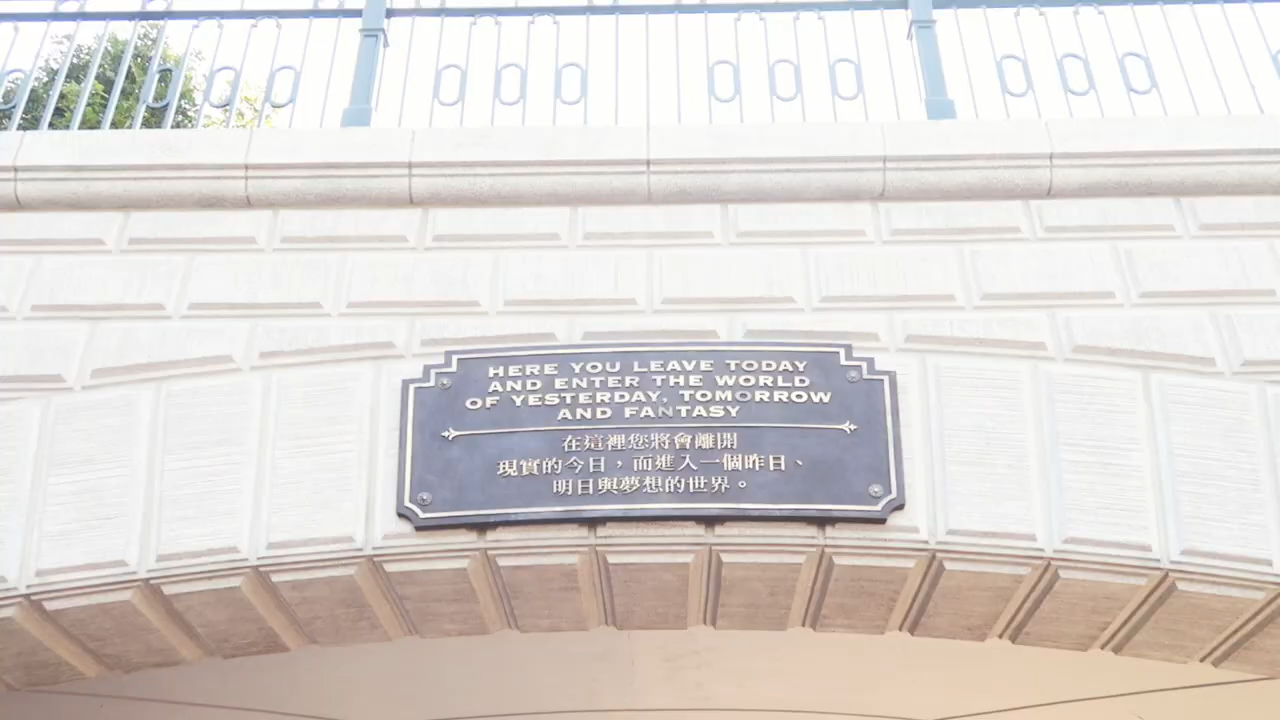 HERE YOU LEAVE TODAY
AND ENTER THE WORLD
OF YESTERDAY, TOMORROW
AND FANTASY
在這裡您將會離開
現實的今日，而進入一個昨日、
明日與夢想的世界。